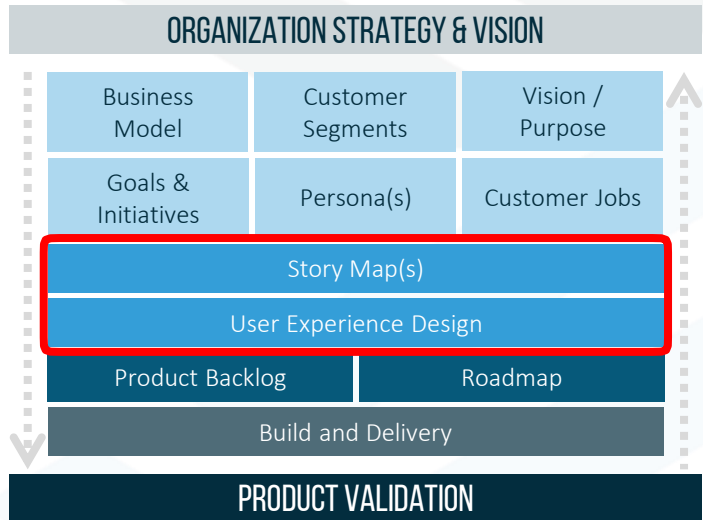 ORGANIZATION STRATEGY & VISION
Business
Model
Customer
Segments
Vision /
Purpose
Goals &
Initiatives
Persona(s)
Customer Jobs
Story Map(s)
User Experience Design
Product Backlog
Roadmap
Build and Delivery
PRODUCT VALIDATION